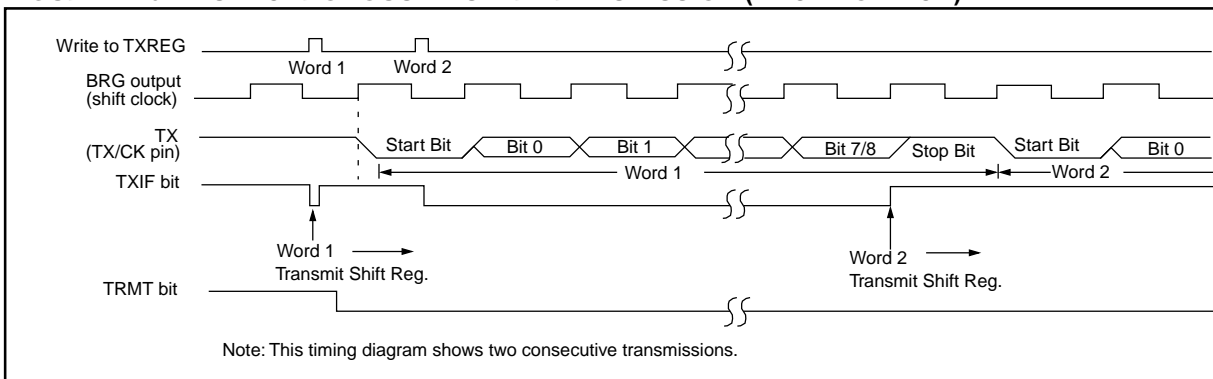 Write to TXREG
Word 1 Word 2
BRG output
(shift clock)
TX
(TX/CK pin)
Start Bit Bit 0 Bit 1 Bit 7/8 Stop Bit Start Bit Bit 0
Word 1 Word 2
TXIF bit
Word 1
Transmit Shift Reg.
Word 2
Transmit Shift Reg.
TRMT bit
Note: This timing diagram shows two consecutive transmissions.